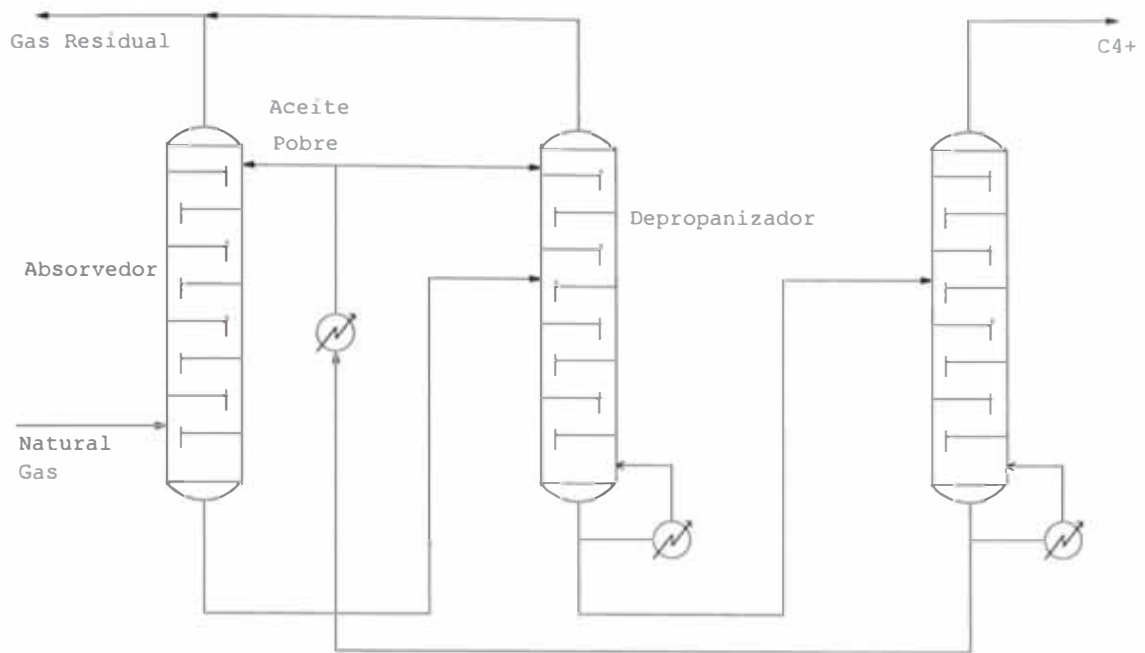 Gas Residual
C4+
Aceite
Pobre
Depropanizador
Absorvedor
Natural
Gas